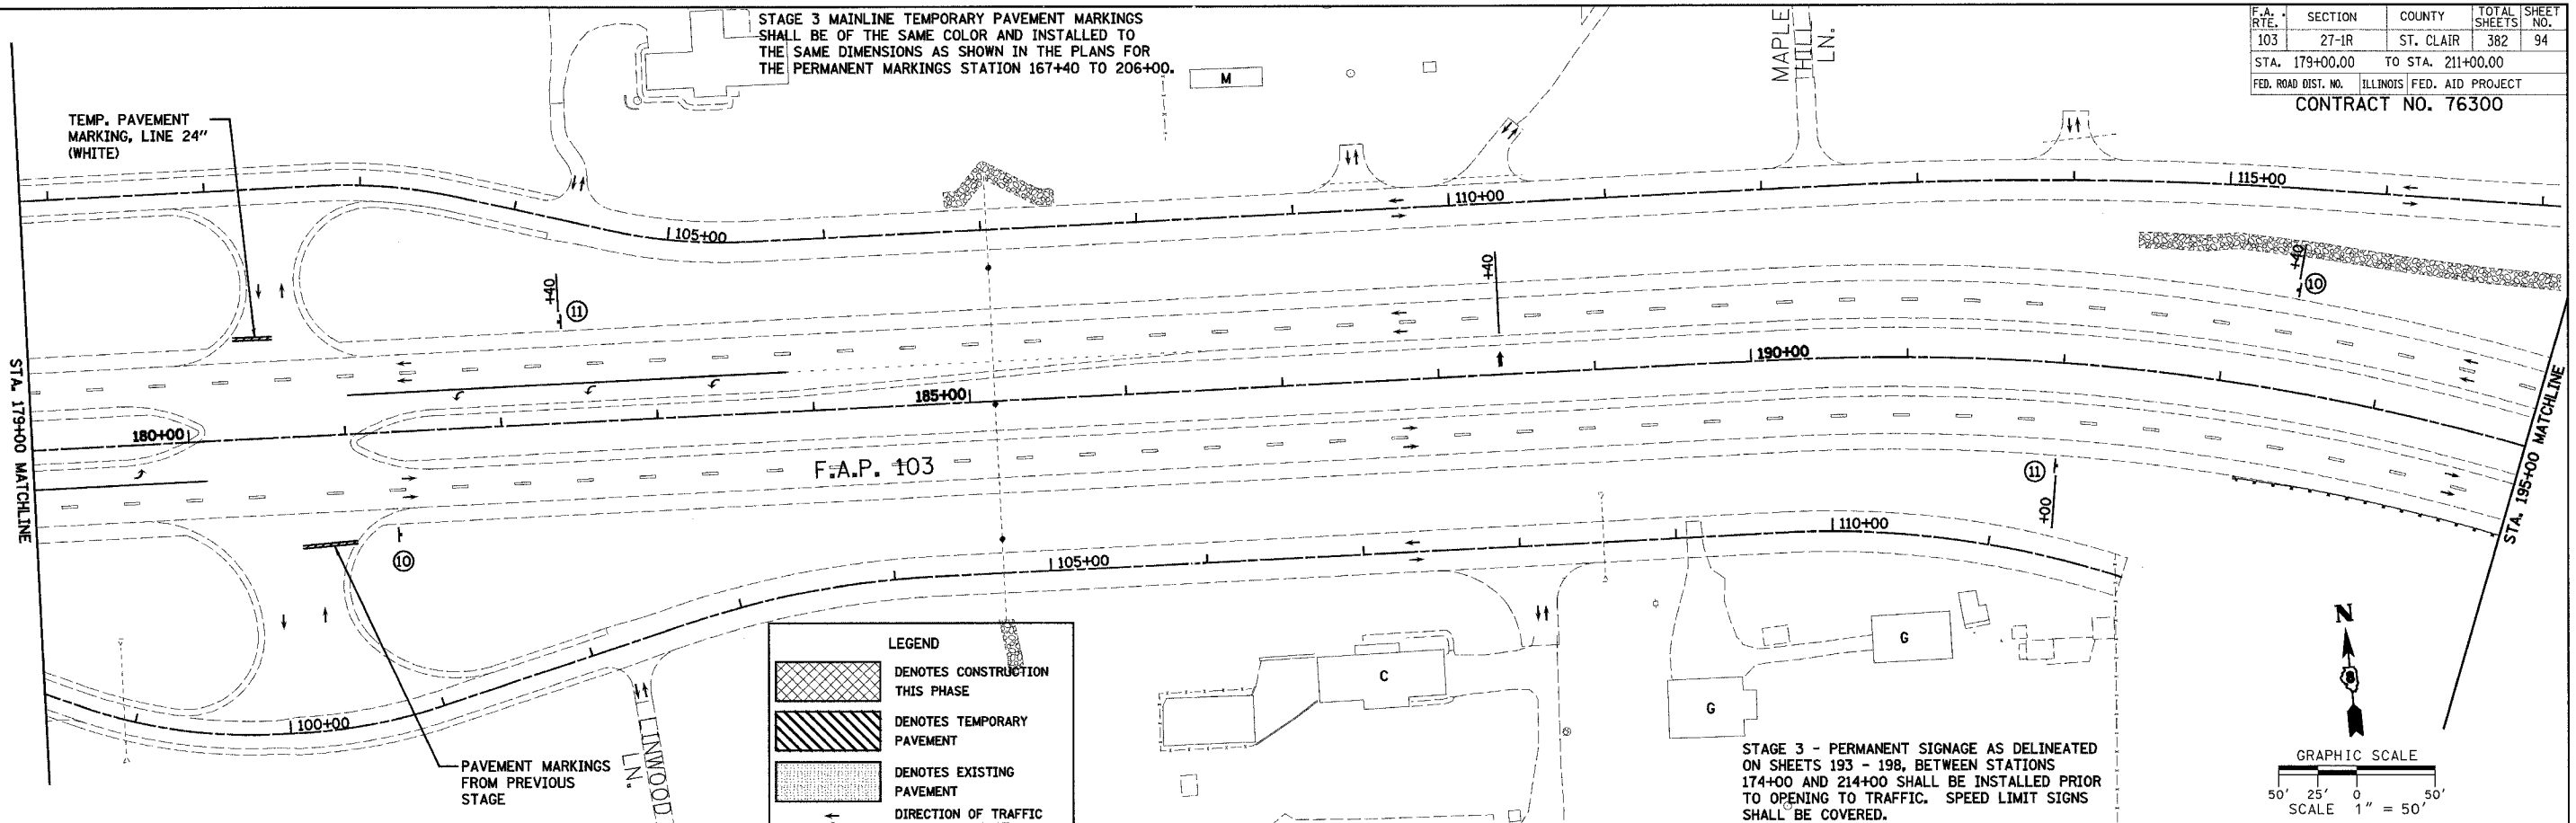 STAGE 3 MAINLINE TEMPORARY PAVEMENT MARKINGS
SHALL BE OF THE SAME COLOR AND INSTALLED TO
THE SAME DIMENSIONS AS SHOWN IN THE PLANS FOR
THE PERMANENT MARKINGS STATION 167+40 TO 206+00.
M
MAPLE
HILL
LN.
F.A. RTE. SECTION COUNTY TOTAL SHEETS SHEET NO.
103 27-1R ST. CLAIR 382 94
STA. 179+00.00 TO STA. 211+00.00
FED. ROAD DIST. NO. ILLINOIS FED. AID PROJECT
CONTRACT NO. 76300
TEMP. PAVEMENT
MARKING, LINE 24"
(WHITE)
105+00
110+00
115+00
+40
11
+40
+40
10
STA. 179+00 MATCHLINE
180+00
185+00
190+00
STA. 195+00 MATCHLINE
F.A.P. 103
10
11
+00
100+00
105+00
110+00
PAVEMENT MARKINGS
FROM PREVIOUS
STAGE
LINWOOD
LN.
LEGEND
DENOTES CONSTRUCTION
THIS PHASE
DENOTES TEMPORARY
PAVEMENT
DENOTES EXISTING
PAVEMENT
DIRECTION OF TRAFFIC
C
G
G
STAGE 3 - PERMANENT SIGNAGE AS DELINEATED
ON SHEETS 193 - 198, BETWEEN STATIONS
174+00 AND 214+00 SHALL BE INSTALLED PRIOR
TO OPENING TO TRAFFIC. SPEED LIMIT SIGNS
SHALL BE COVERED.
N
GRAPHIC SCALE
50' 25' 0 50'
SCALE 1" = 50'